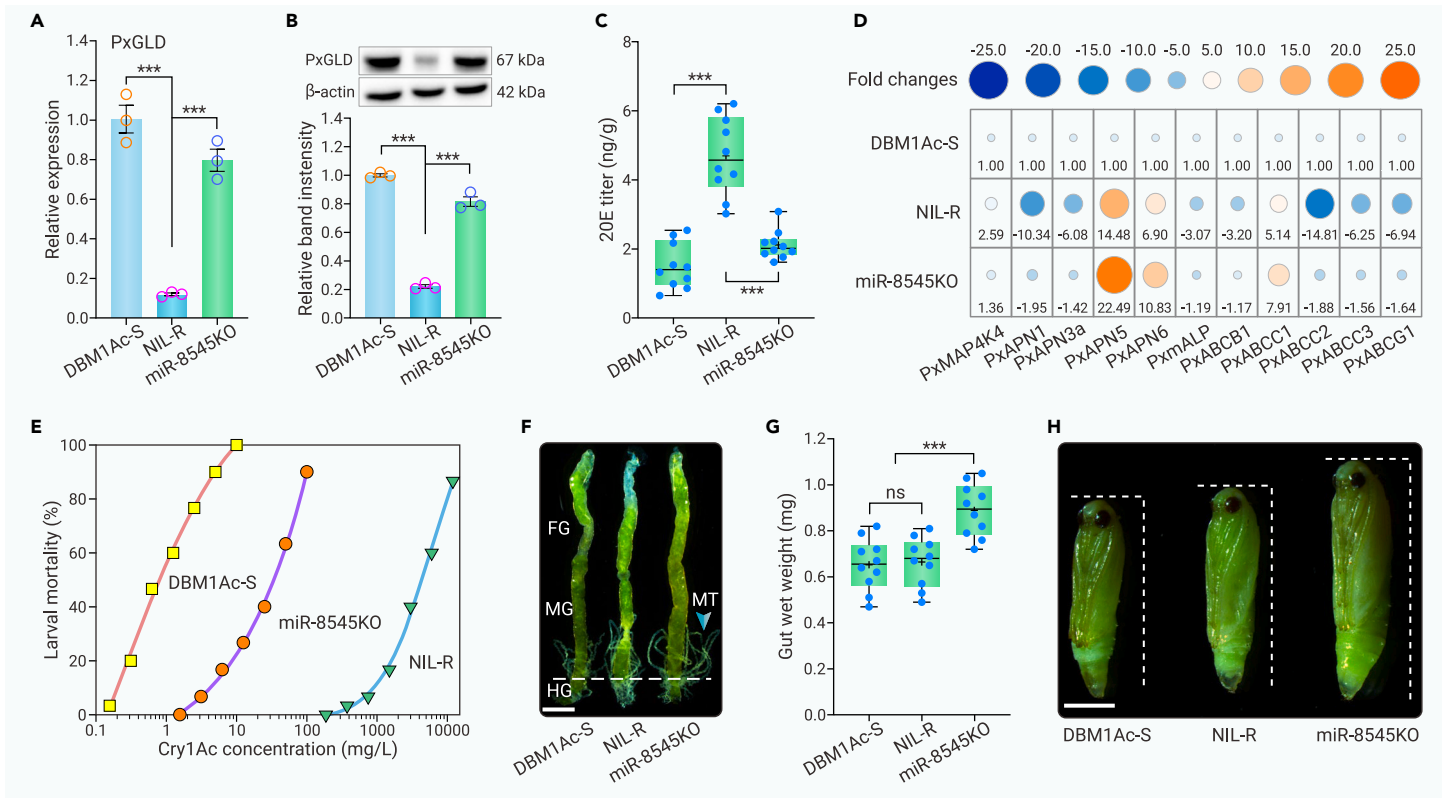 A
PxGLD
Relative expression
1.4
1.2
1.0
0.8
0.6
0.4
0.2
0.0
***
***
DBM1Ac-S
NIL-R
miR-8545KO
B
PxGLD
67 kDa
β-actin
42 kDa
Relative band instensity
1.4
1.2
1.0
0.8
0.6
0.4
0.2
0.0
***
***
DBM1Ac-S
NIL-R
miR-8545KO
C
20E titer (ng/g)
8
6
4
2
0
***
***
DBM1Ac-S
NIL-R
miR-8545KO
D
-25.0 -20.0 -15.0 -10.0 -5.0 5.0 10.0 15.0 20.0 25.0
Fold changes
DBM1Ac-S
1.00 1.00 1.00 1.00 1.00 1.00 1.00 1.00 1.00 1.00 1.00
NIL-R
2.59 -10.34 -6.08 14.48 6.90 -3.07 -3.20 5.14 -14.81 -6.25 -6.94
miR-8545KO
1.36 -1.95 -1.42 22.49 10.83 -1.19 -1.17 7.91 -1.88 -1.56 -1.64
PxMAP4K4
PxAPN1
PxAPN3a
PxAPN5
PxAPN6
PxmALP
PxABCB1
PxABCC1
PxABCC2
PxABCC3
PxABCG1
E
Larval mortality (%)
100
80
60
40
20
0
DBM1Ac-S
miR-8545KO
NIL-R
0.1 1 10 100 1000 10000
Cry1Ac concentration (mg/L)
F
FG
MG
MT
HG
DBM1Ac-S
NIL-R
miR-8545KO
G
Gut wet weight (mg)
1.2
1.0
0.8
0.6
0.4
0.2
0.0
***
ns
DBM1Ac-S
NIL-R
miR-8545KO
H
DBM1Ac-S
NIL-R
miR-8545KO